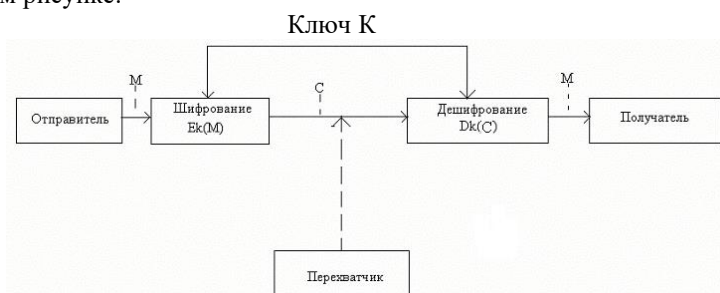 м рисунке.
Ключ К
М
С
М
Отправитель
Шифрование
Ek(M)
Дешифрование
Dk(C)
Получатель
Перехватчик